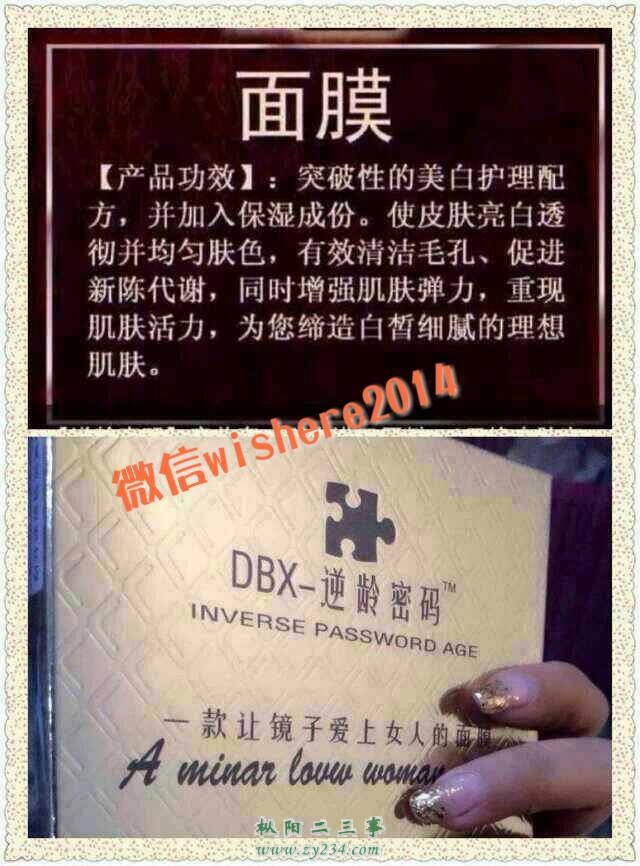 面膜
【产品功效】：突破性的美白护理配
方，并加入保湿成份。使皮肤亮白透
彻并均匀肤色，有效清洁毛孔、促进
新陈代谢，同时增强肌肤弹力，重现
肌肤活力，为您缔造白皙细腻的理想
肌肤。
微信wishere2014
DBX-逆龄密码™
INVERSE PASSWORD AGE
一款让镜子爱上女人的面膜
A minar lovw woman
枞阳二三事
www.zy234.com